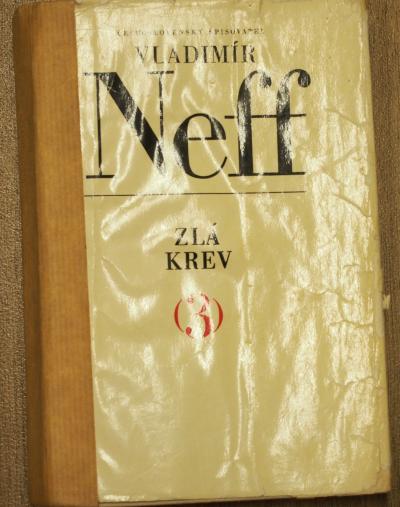 ČESKOSLOVENSKÝ SPISOVATEL
VLADIMÍR
Neff
ZLÁ
KREV
(3)